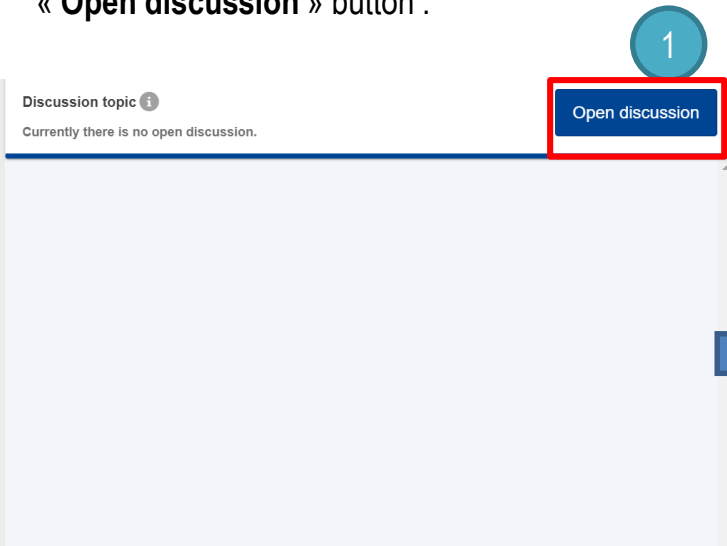 « Open discussion » button .
1
Discussion topic i
Open discussion
Currently there is no open discussion.